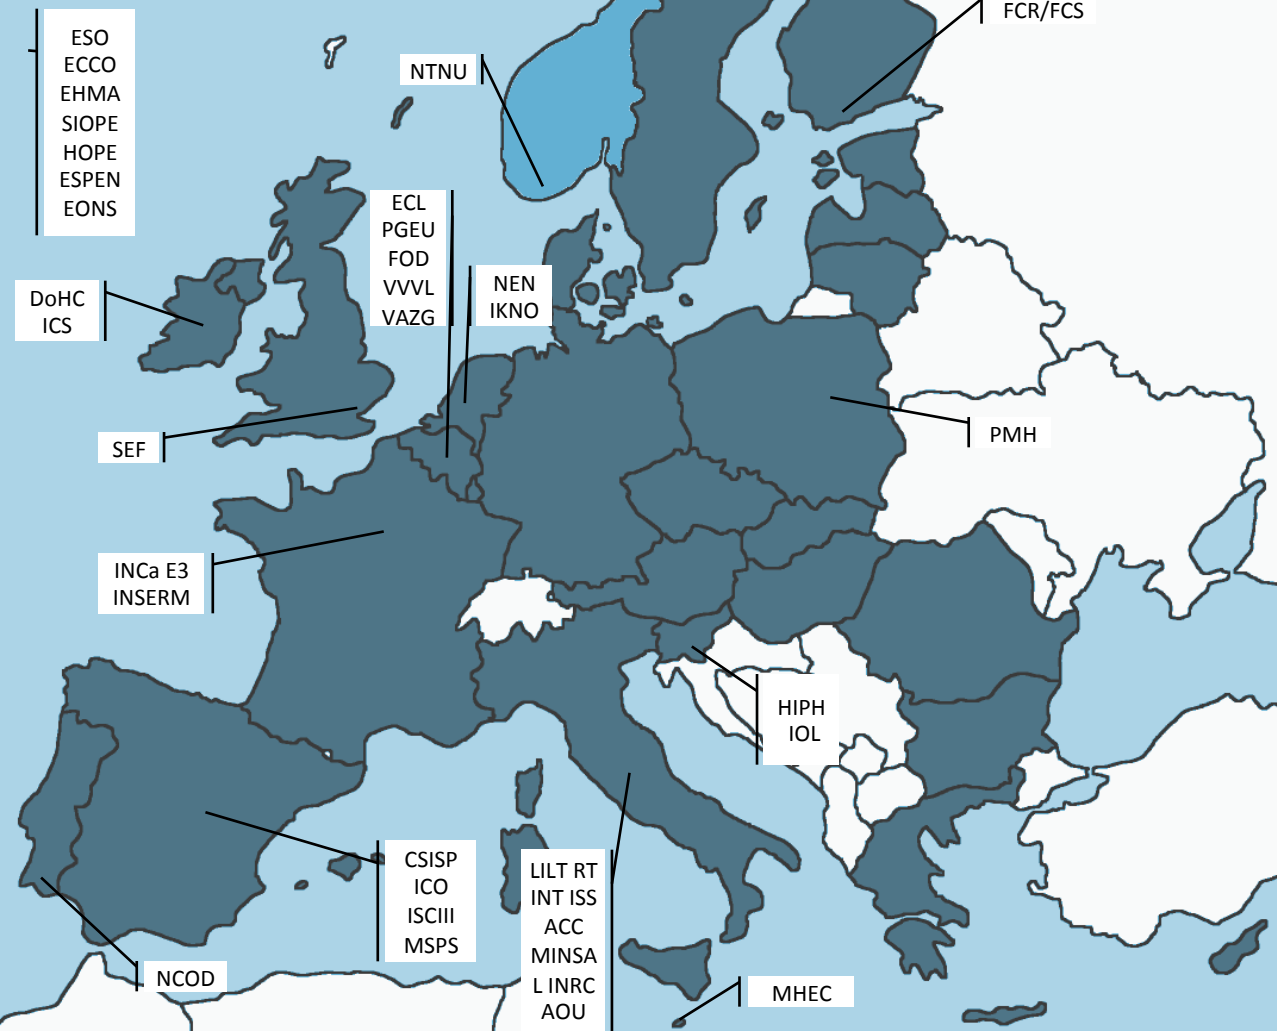 FCR/FCS
ESO
ECCO
EHMA
SIOPE
HOPE
ESPEN
EONS
NTNU
ECL
PGEU
FOD
VVVL
VAZG
NEN
IKNO
DoHC
ICS
SEF
PMH
INCa E3
INSERM
HIPH
IOL
CSISP
ICO
ISCIII
MSPS
LILT RT
INT ISS
ACC
MINSA
L INRC
AOU
NCOD
MHEC